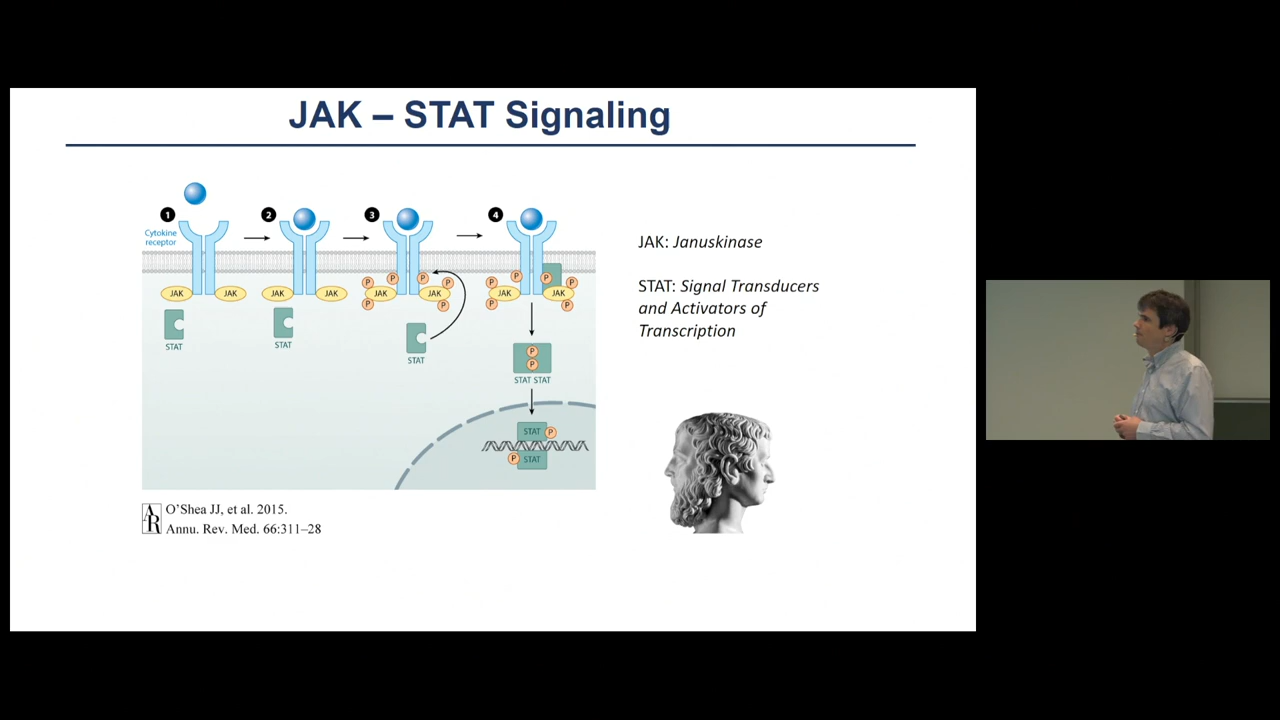 JAK – STAT Signaling
1
2
3
4
Cytokine
receptor
JAK
JAK
JAK
JAK
P
P
P
P
JAK
P
JAK
P
P
P
P
P
JAK
P
JAK
P
P
STAT
STAT
STAT
P
P
STAT STAT
STAT
P
P
STAT
JAK: Januskinase
STAT: Signal Transducers
and Activators of
Transcription
AR
O’Shea JJ, et al. 2015.
Annu. Rev. Med. 66:311–28